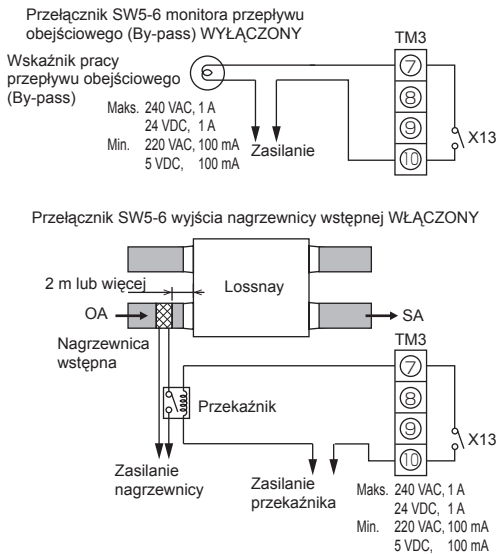 Przełącznik SW5-6 monitora przepływu
obejściowego (By-pass) WYŁĄCZONY
TM3
Wskaźnik pracy
przepływu obejściowego
(By-pass)
7
8
9
10
X13
Maks. 240 VAC, 1 A
24 VDC, 1 A
Min. 220 VAC, 100 mA
5 VDC, 100 mA
Zasilanie
Przełącznik SW5-6 wyjścia nagrzewnicy wstępnej WŁĄCZONY
2 m lub więcej
Lossnay
OA
SA
Nagrzewnica
wstępna
TM3
7
8
9
10
X13
Przekaźnik
Zasilanie
nagrzewnicy
Zasilanie
przekaźnika
Maks. 240 VAC, 1 A
24 VDC, 1 A
Min. 220 VAC, 100 mA
5 VDC, 100 mA